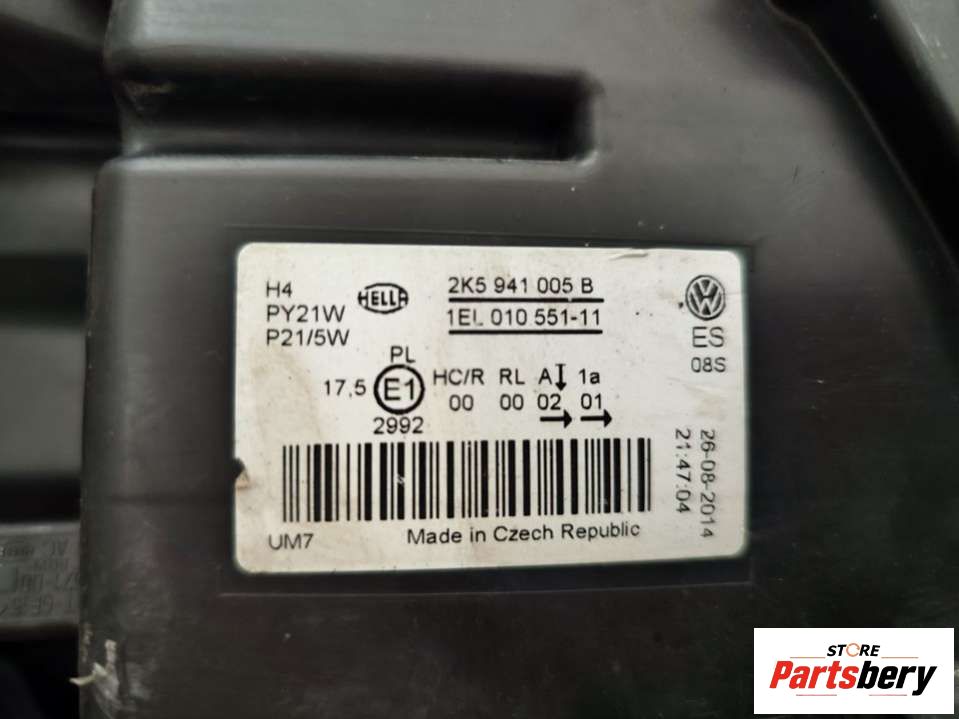 H4
PY21W
P21/5W
HELLA
2K5 941 005 B
1EL 010 551-11
ES
08S
PL
17,5
E1
2992
HC/R RL A 1a
00 00 02 01
26-08-2014
21:47:04
UM7
Made in Czech Republic
STORE
Partsbery